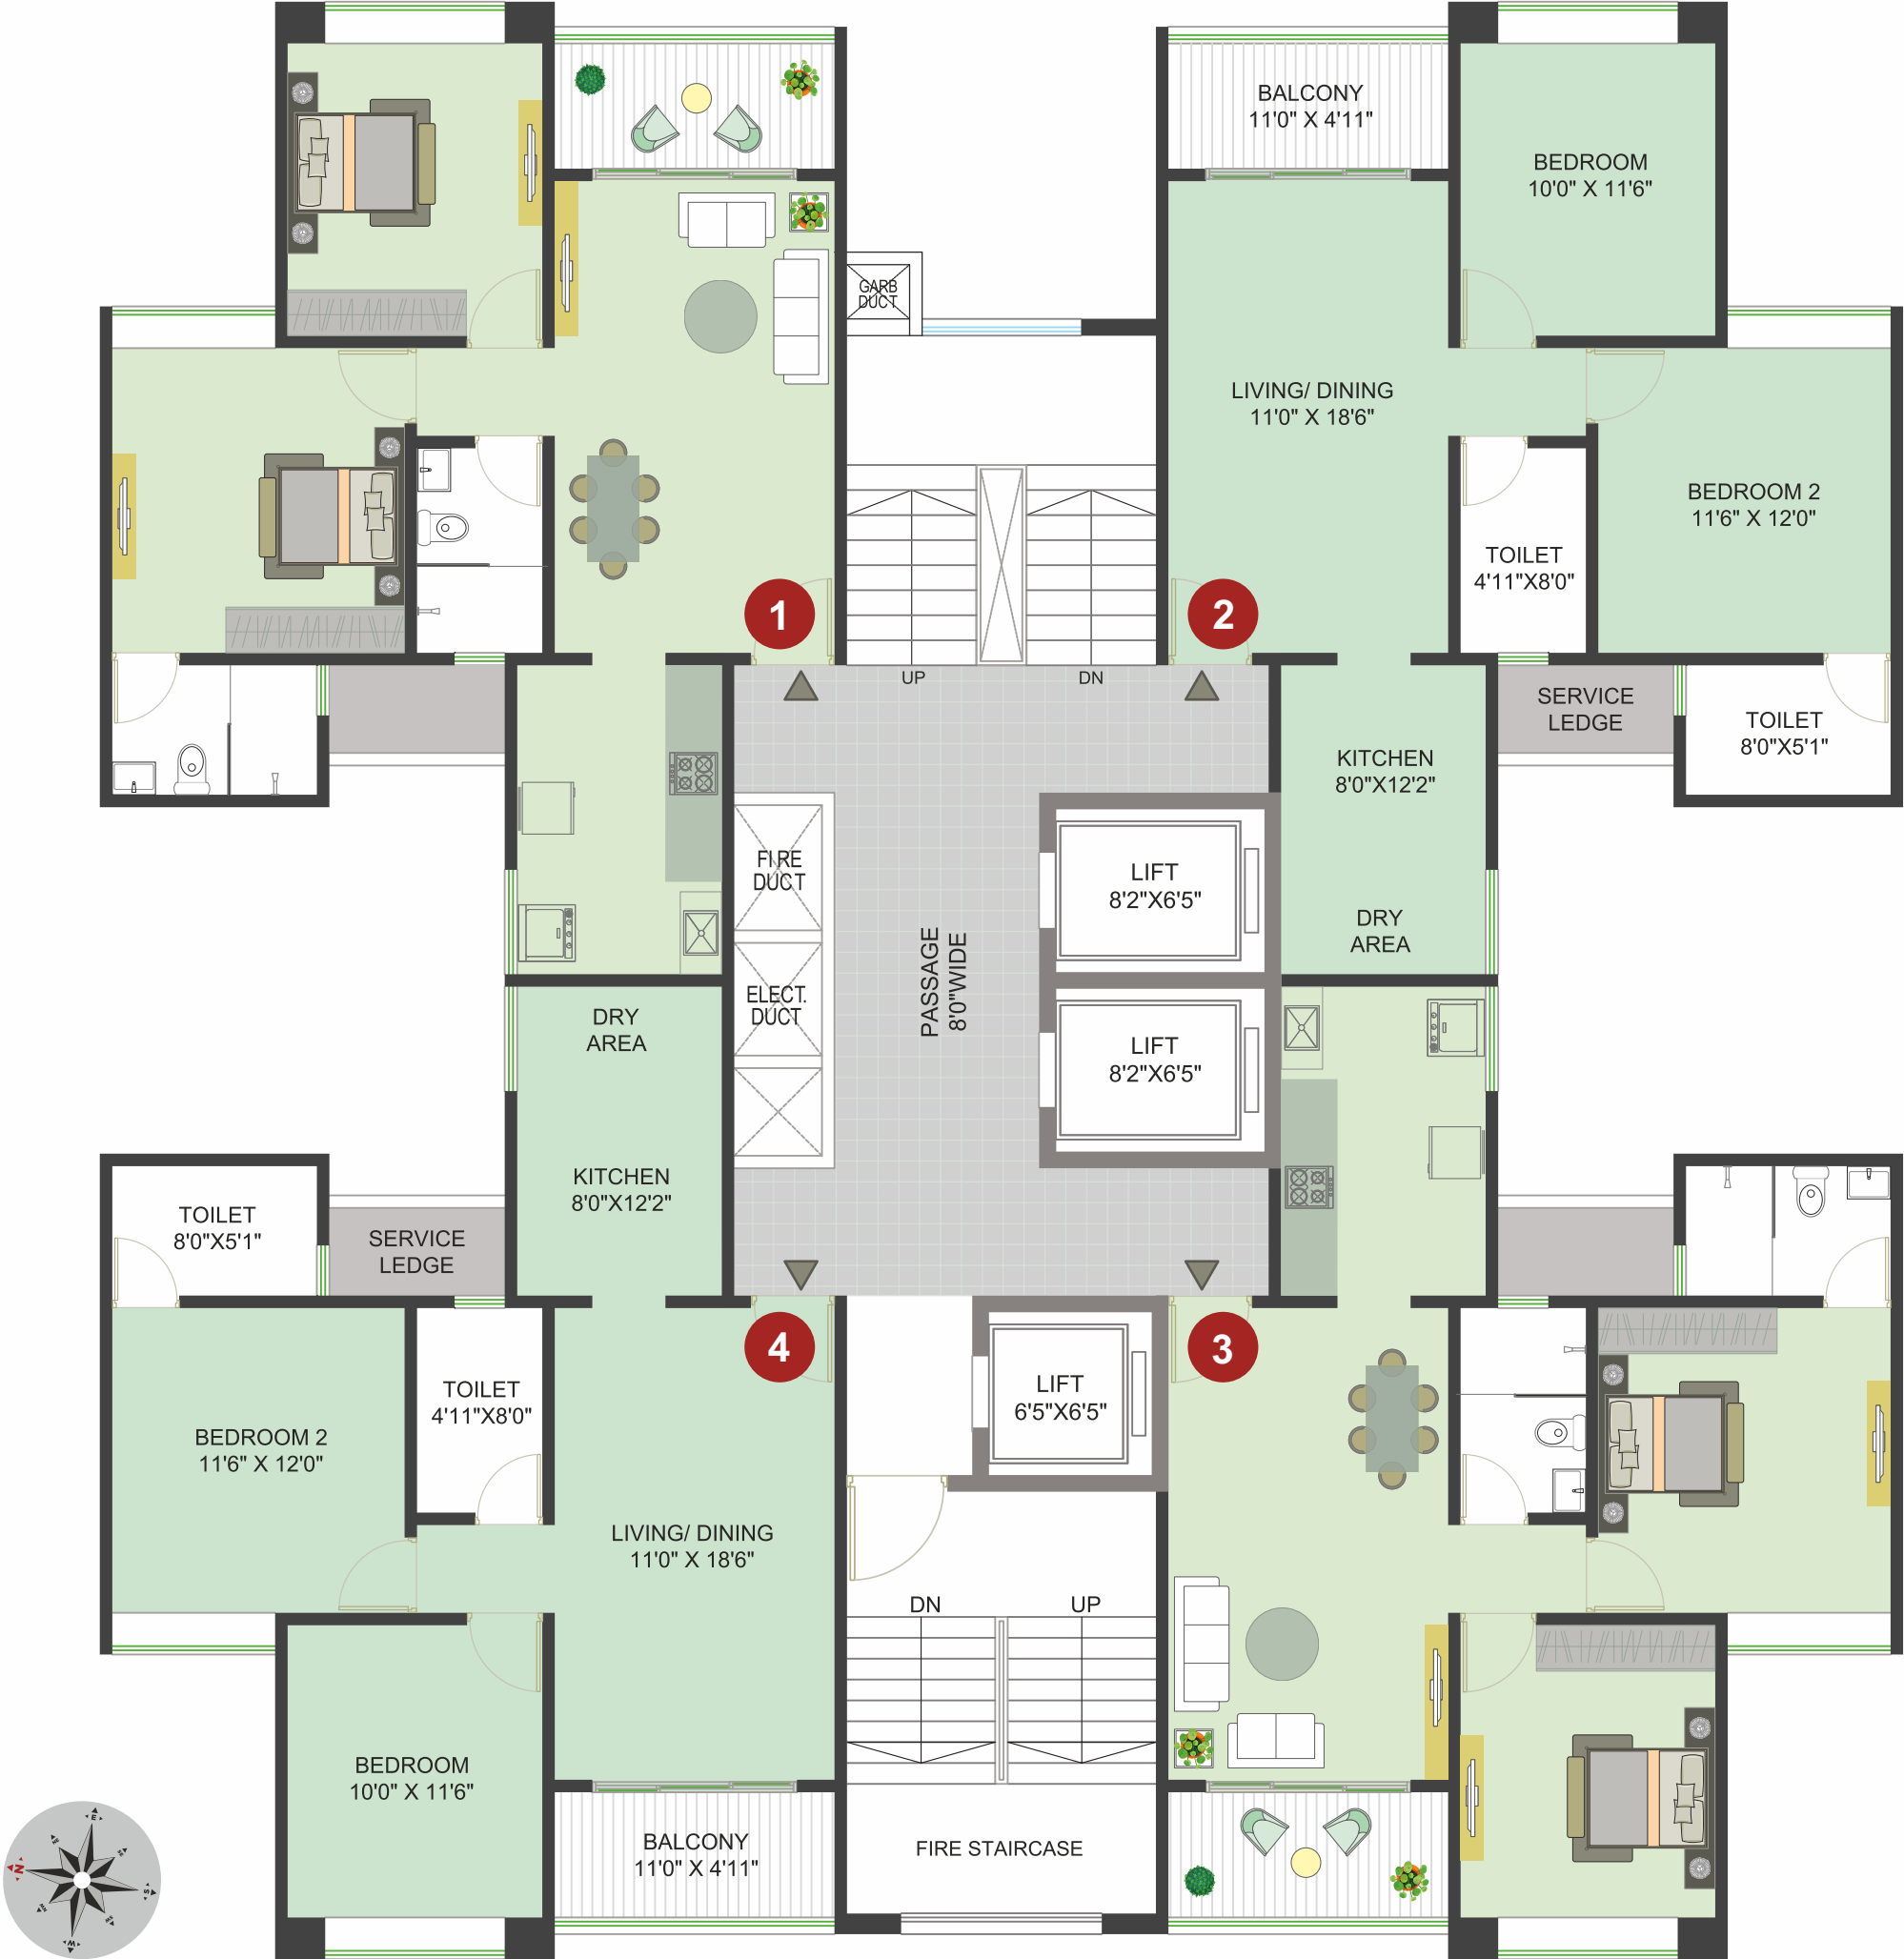 BALCONY
11'0" X 4'11"
BEDROOM
10'0" X 11'6"
GARB
DUCT
LIVING/ DINING
11'0" X 18'6"
BEDROOM 2
11'6" X 12'0"
TOILET
4'11"X8'0"
1
2
UP
DN
SERVICE
LEDGE
TOILET
8'0"X5'1"
KITCHEN
8'0"X12'2"
FIRE
DUCT
LIFT
8'2"X6'5"
DRY
AREA
PASSAGE
8'0"WIDE
ELECT.
DUCT
DRY
AREA
LIFT
8'2"X6'5"
KITCHEN
8'0"X12'2"
TOILET
8'0"X5'1"
SERVICE
LEDGE
4
3
TOILET
4'11"X8'0"
LIFT
6'5"X6'5"
BEDROOM 2
11'6" X 12'0"
LIVING/ DINING
11'0" X 18'6"
DN
UP
BEDROOM
10'0" X 11'6"
BALCONY
11'0" X 4'11"
FIRE STAIRCASE
E
N
S
W